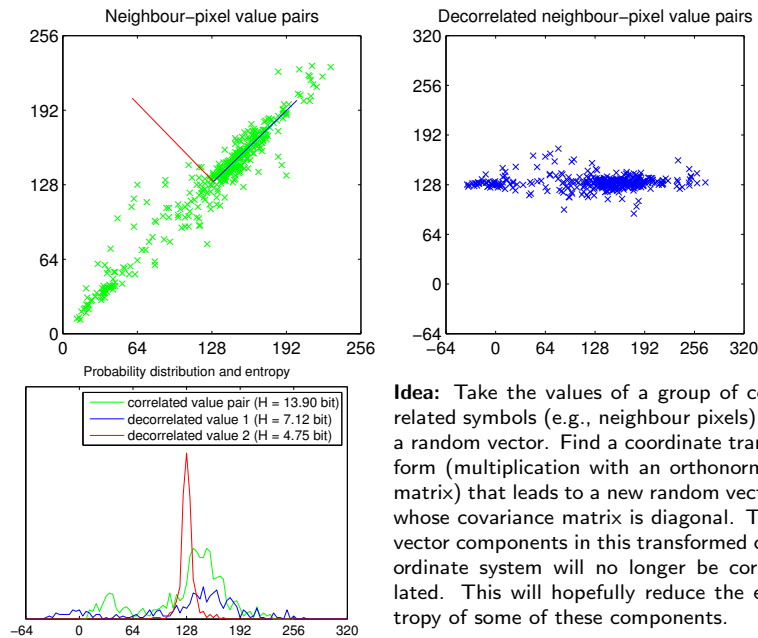 Neighbour−pixel value pairs
256
192
128
64
0
0 64 128 192 256
Decorrelated neighbour−pixel value pairs
320
256
192
128
64
0
−64
−64 0 64 128 192 256 320
Probability distribution and entropy
correlated value pair (H = 13.90 bit)
decorrelated value 1 (H = 7.12 bit)
decorrelated value 2 (H = 4.75 bit)
−64 0 64 128 192 256 320
Idea: Take the values of a group of co
related symbols (e.g., neighbour pixels)
a random vector. Find a coordinate tran
form (multiplication with an orthonorm
matrix) that leads to a new random vect
whose covariance matrix is diagonal. T
vector components in this transformed c
ordinate system will no longer be cor
lated. This will hopefully reduce the e
tropy of some of these components.